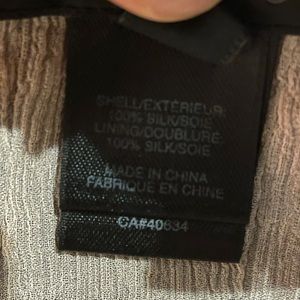 SHELL/EXTÉRIEUR:
100% SILK/SOIE
LINING/DOUBLURE:
100% SILK/SOIE
MADE IN CHINA
FABRIQUÉ EN CHINE
CA#40634